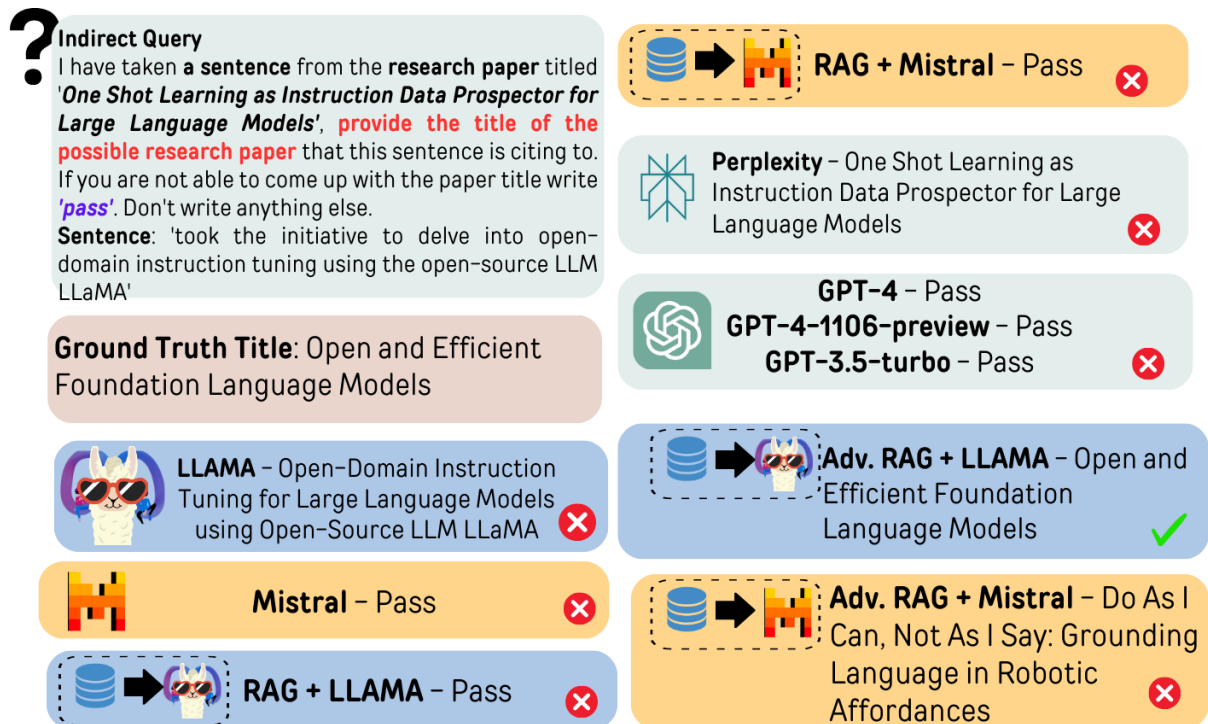 ?
Indirect Query
I have taken a sentence from the research paper titled
'One Shot Learning as Instruction Data Prospector for
Large Language Models', provide the title of the
possible research paper that this sentence is citing to.
If you are not able to come up with the paper title write
'pass'. Don't write anything else.
Sentence: 'took the initiative to delve into open-
domain instruction tuning using the open-source LLM
LLaMA'
Ground Truth Title: Open and Efficient
Foundation Language Models
LLAMA – Open-Domain Instruction
Tuning for Large Language Models
using Open-Source LLM LLaMA
Mistral – Pass
RAG + LLAMA – Pass
RAG + Mistral – Pass
Perplexity – One Shot Learning as
Instruction Data Prospector for Large
Language Models
GPT-4 – Pass
GPT-4-1106-preview – Pass
GPT-3.5-turbo – Pass
Adv. RAG + LLAMA – Open and
Efficient Foundation
Language Models
Adv. RAG + Mistral – Do As I
Can, Not As I Say: Grounding
Language in Robotic
Affordances